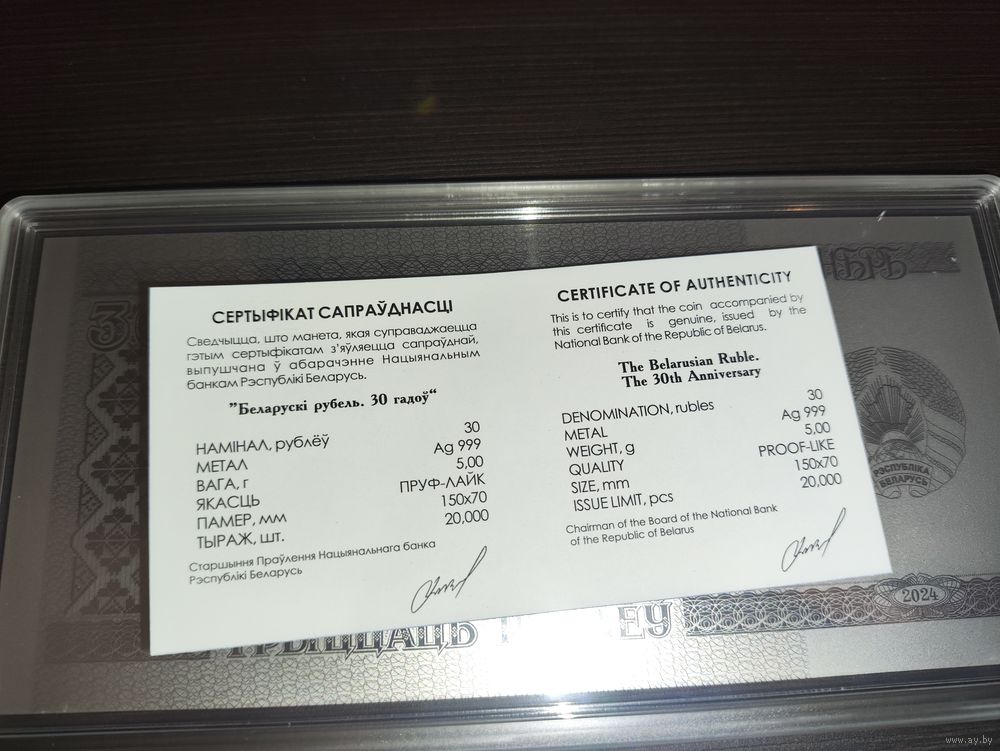 СЕРТЫФІКАТ САПРАЎДНАСЦІ
Сведчыцца, што манета, якая суправаджаецца
гэтым сертыфікатам з'яўляецца сапраўднай,
выпушчана ў абарачэнне Нацыянальным
банкам Рэспублікі Беларусь.
"Беларускі рубель. 30 гадоў"
НАМІНАЛ, рублёў 30
МЕТАЛ Ag 999
ВАГА, г 5,00
ЯКАСЦЬ ПРУФ-ЛАЙК
ПАМЕР, мм 150x70
ТЫРАЖ, шт. 20,000
Старшыня Праўлення Нацыянальнага банка
Рэспублікі Беларусь
CERTIFICATE OF AUTHENTICITY
This is to certify that the coin accompanied by
this certificate is genuine, issued by the
National Bank of the Republic of Belarus.
The Belarusian Ruble.
The 30th Anniversary
DENOMINATION, rubles 30
METAL Ag 999
WEIGHT, g 5,00
QUALITY PROOF-LIKE
SIZE, mm 150x70
ISSUE LIMIT, pcs 20,000
Chairman of the Board of the National Bank
of the Republic of Belarus
3
РЭСПУБЛІКА
БЕЛАРУСЬ
2024
ТРЫЦЦАЦЬ
www.ay.by